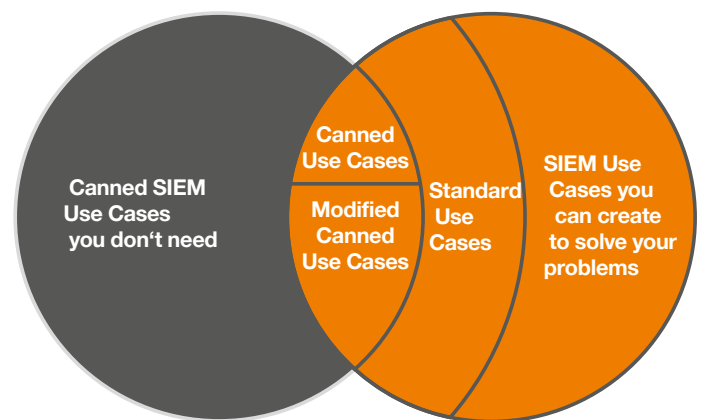 Canned SIEM
Use Cases
you don‘t need
Canned
Use Cases
Modified
Canned
Use Cases
Standard
Use
Cases
SIEM Use
Cases you
can create
to solve your
problems